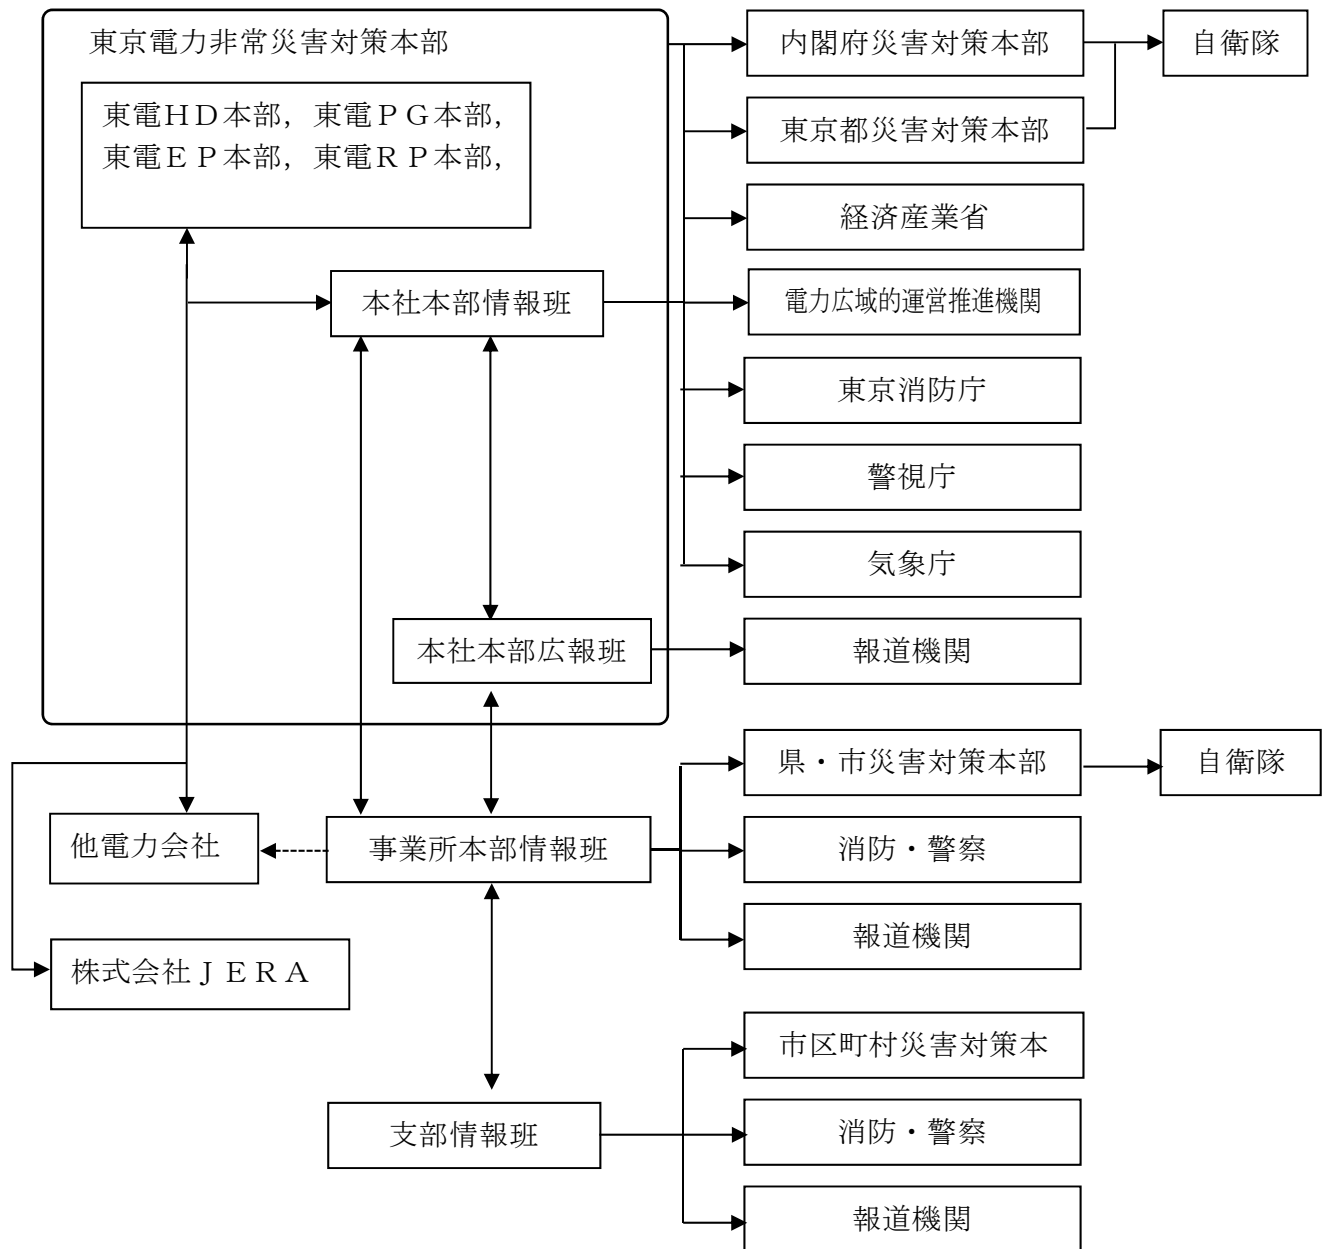 東京電力非常災害対策本部
東電HD本部，東電ＰＧ本部，
東電ＥＰ本部，東電ＲＰ本部，
本社本部情報班
本社本部広報班
内閣府災害対策本部
自衛隊
東京都災害対策本部
経済産業省
電力広域的運営推進機関
東京消防庁
警視庁
気象庁
報道機関
県・市災害対策本部
自衛隊
他電力会社
事業所本部情報班
消防・警察
報道機関
株式会社ＪＥＲＡ
市区町村災害対策本
支部情報班
消防・警察
報道機関